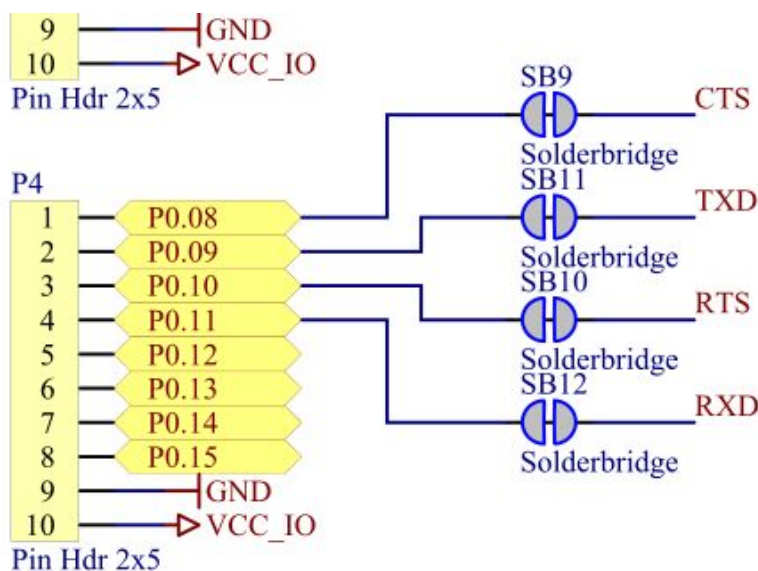 9 GND
10 VCC_IO
Pin Hdr 2x5
SB9
CTS
Solderbridge
P4
SB11
1 P0.08
TXD
2 P0.09
Solderbridge
3 P0.10
SB10
4 P0.11
RTS
5 P0.12
Solderbridge
6 P0.13
SB12
7 P0.14
RXD
8 P0.15
Solderbridge
9 GND
10 VCC_IO
Pin Hdr 2x5